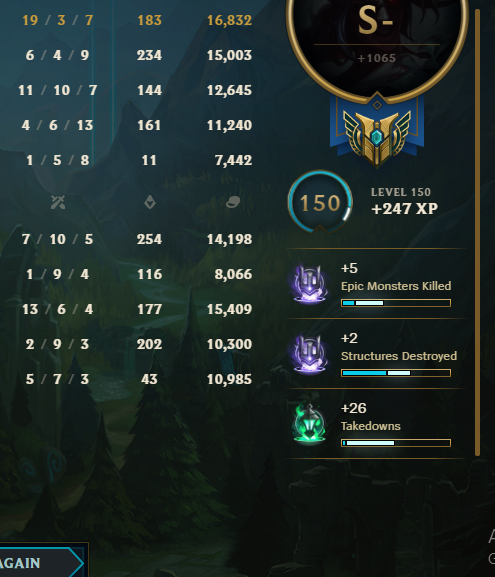 19 / 3 / 7 183 16,832
6 / 4 / 9 234 15,003
11 / 10 / 7 144 12,645
4 / 6 / 13 161 11,240
1 / 5 / 8 11 7,442
7 / 10 / 5 254 14,198
1 / 9 / 4 116 8,066
13 / 6 / 4 177 15,409
2 / 9 / 3 202 10,300
5 / 7 / 3 43 10,985
AGAIN
S-
+1065
150
LEVEL 150
+247 XP
+5
Epic Monsters Killed
+2
Structures Destroyed
+26
Takedowns